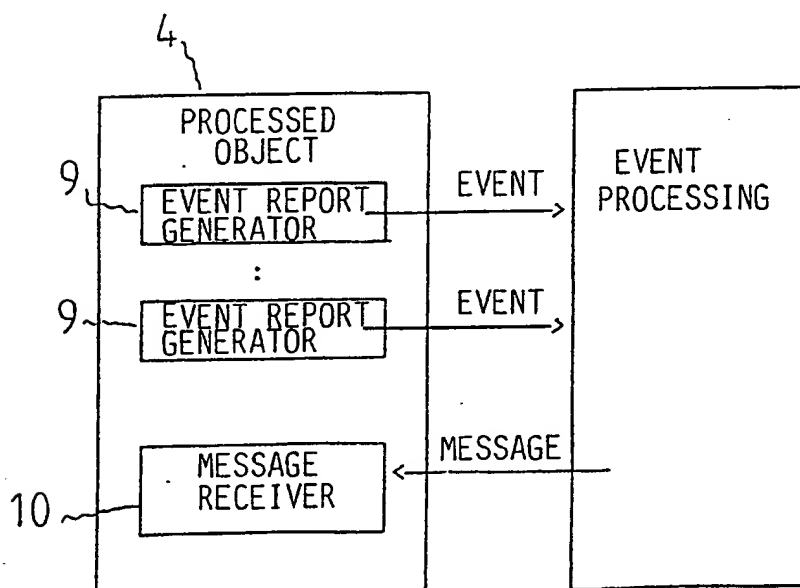 4
PROCESSED
OBJECT
9
EVENT REPORT
GENERATOR
EVENT
EVENT
PROCESSING
:
9
EVENT REPORT
GENERATOR
EVENT
MESSAGE
RECEIVER
MESSAGE
10